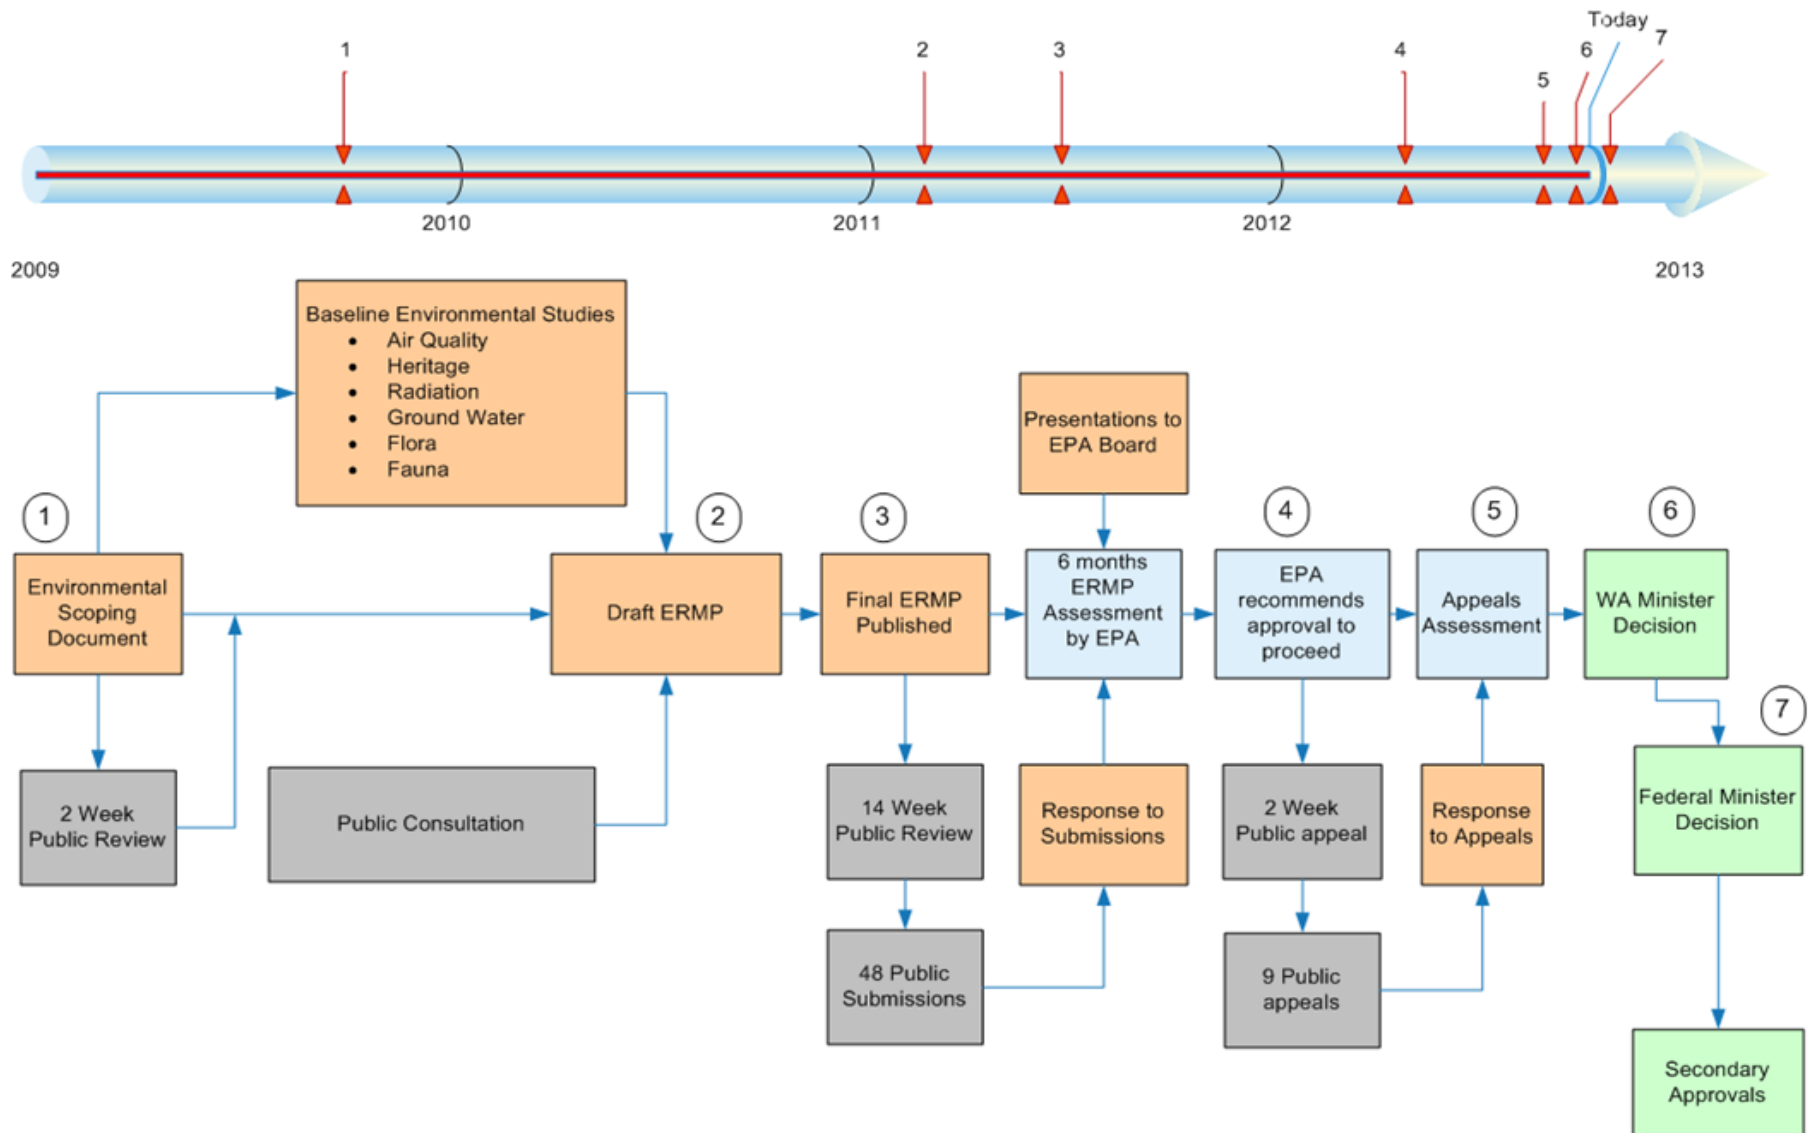 Today
1
2
3
4
5
6
7
2010
2011
2012
2009
2013
Baseline Environmental Studies
• Air Quality
• Heritage
• Radiation
• Ground Water
• Flora
• Fauna
Presentations to
EPA Board
1
2
3
4
5
6
7
Environmental
Scoping
Document
Draft ERMP
Final ERMP
Published
6 months
ERMP
Assessment
by EPA
EPA
recommends
approval to
proceed
Appeals
Assessment
WA Minister
Decision
2 Week
Public Review
Public Consultation
14 Week
Public Review
Response to
Submissions
2 Week
Public appeal
Response
to Appeals
Federal Minister
Decision
48 Public
Submissions
9 Public
appeals
Secondary
Approvals